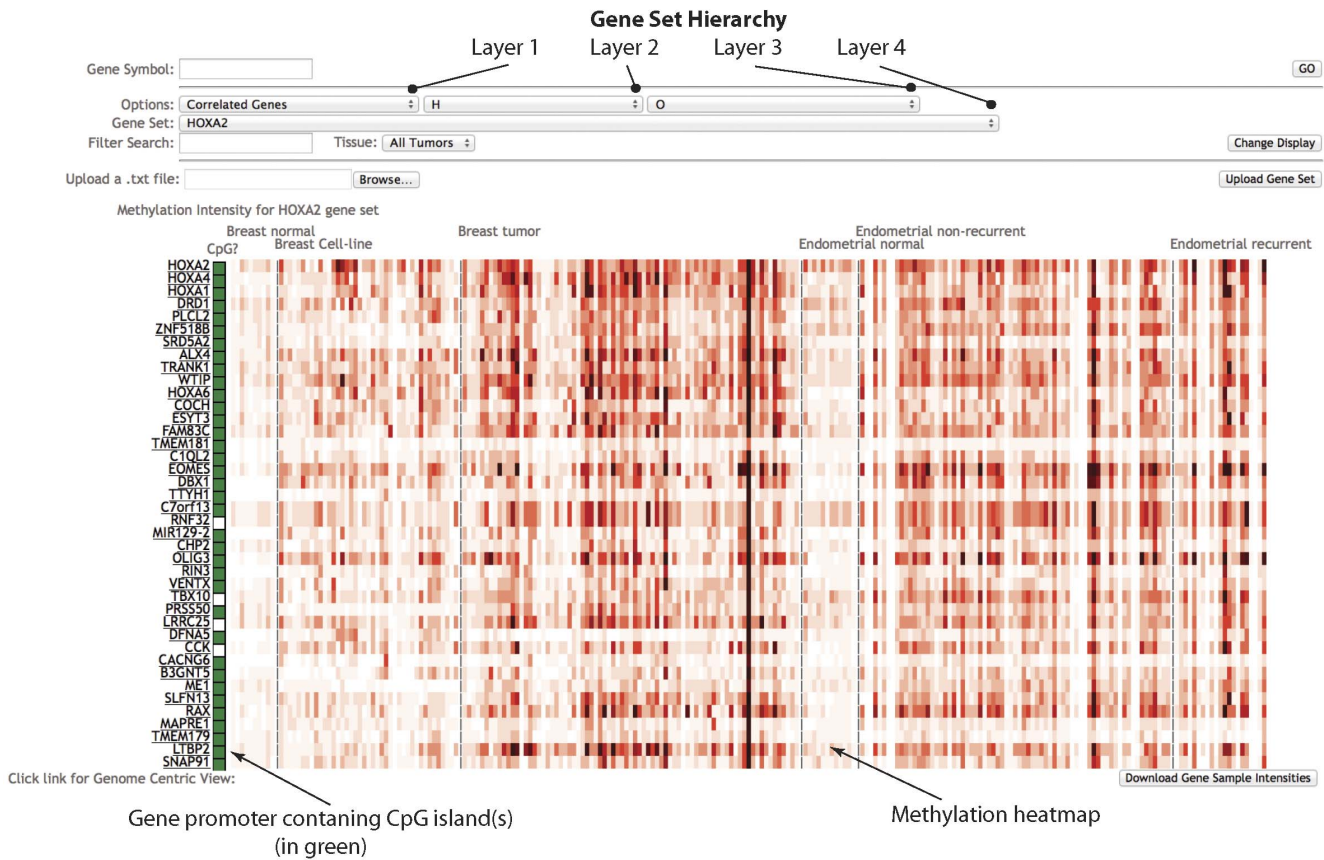 Gene Set Hierarchy
Layer 1 Layer 2 Layer 3 Layer 4
Gene Symbol: GO
Options: Correlated Genes H O
Gene Set: HOXA2
Filter Search: Tissue: All Tumors Change Display
Upload a .txt file: Browse... Upload Gene Set
Methylation Intensity for HOXA2 gene set
Breast normal Breast tumor Endometrial non-recurrent
CpG? Breast Cell-line Endometrial normal Endometrial recurrent
HOXA2
HOXA4
HOXA1
DRD1
PLCL2
ZNF518B
SRD5A2
ALX4
TRANK1
WTIP
HOXA6
COCH
ESYT3
FAM83C
TMEM181
C1QL2
EOMES
DBX1
TTYH1
C7orf13
RNF32
MIR129-2
CHP2
OLIG3
RIN3
VENTX
TBX10
PRSS50
LRRC25
DFNA5
CCK
CACNG6
B3GNT5
ME1
SLFN13
RAX
MAPRE1
TMEM179
LTBP2
SNAP91
Click link for Genome Centric View: Download Gene Sample Intensities
Gene promoter contaning CpG island(s)
(in green)
Methylation heatmap